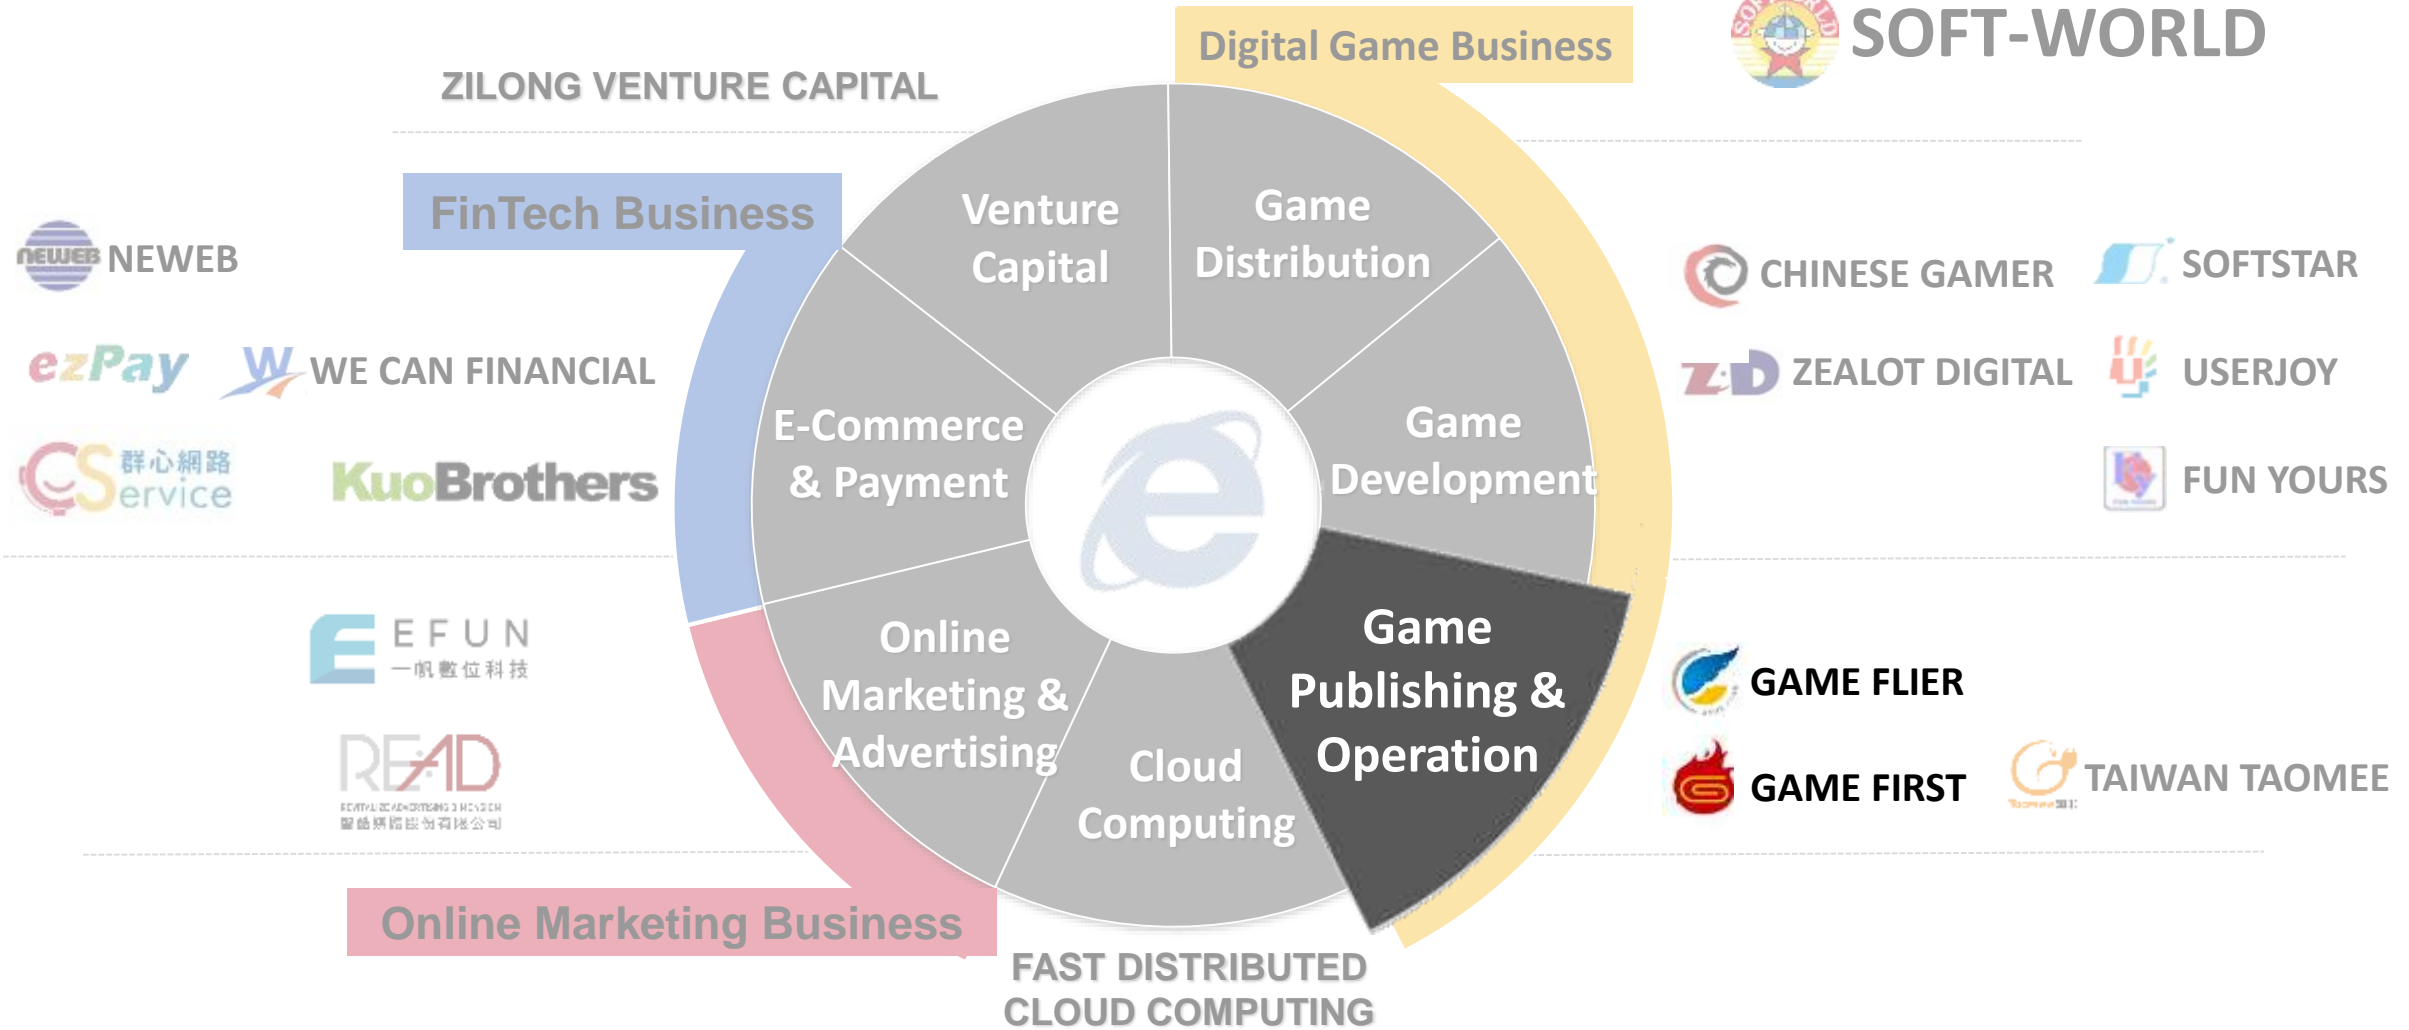 SOFT-WORLD
Digital Game Business
ZILONG VENTURE CAPITAL
FinTech Business
Venture
Capital
Game
Distribution
NEWEB
NEWEB
CHINESE GAMER
SOFTSTAR
ezPay
W
WE CAN FINANCIAL
ZD
ZEALOT DIGITAL
USERJOY
E-Commerce
& Payment
Game
Development
CService
群心網路
KuoBrothers
FUN YOURS
EFUN
一帆數位科技
Online
Marketing &
Advertising
Game
Publishing &
Operation
GAME FLIER
READ
Cloud
Computing
GAME FIRST
TAIWAN TAOMEE
Online Marketing Business
FAST DISTRIBUTED
CLOUD COMPUTING